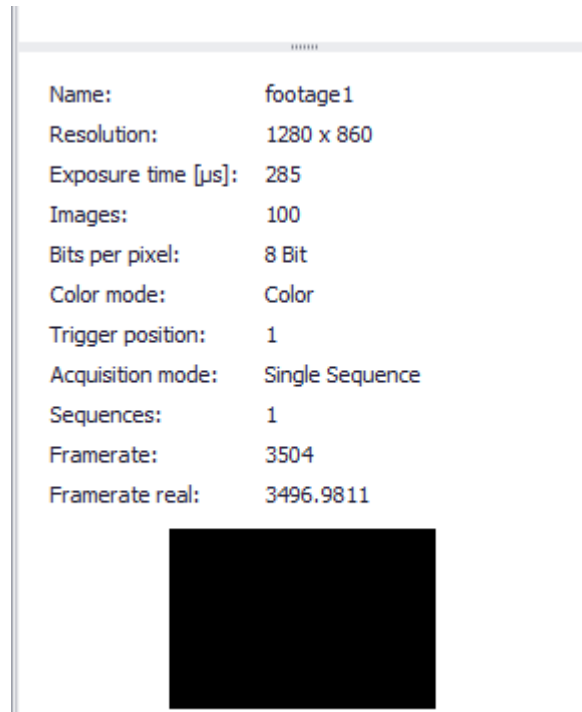 Name: footage1
Resolution: 1280 x 860
Exposure time [µs]: 285
Images: 100
Bits per pixel: 8 Bit
Color mode: Color
Trigger position: 1
Acquisition mode: Single Sequence
Sequences: 1
Framerate: 3504
Framerate real: 3496.9811